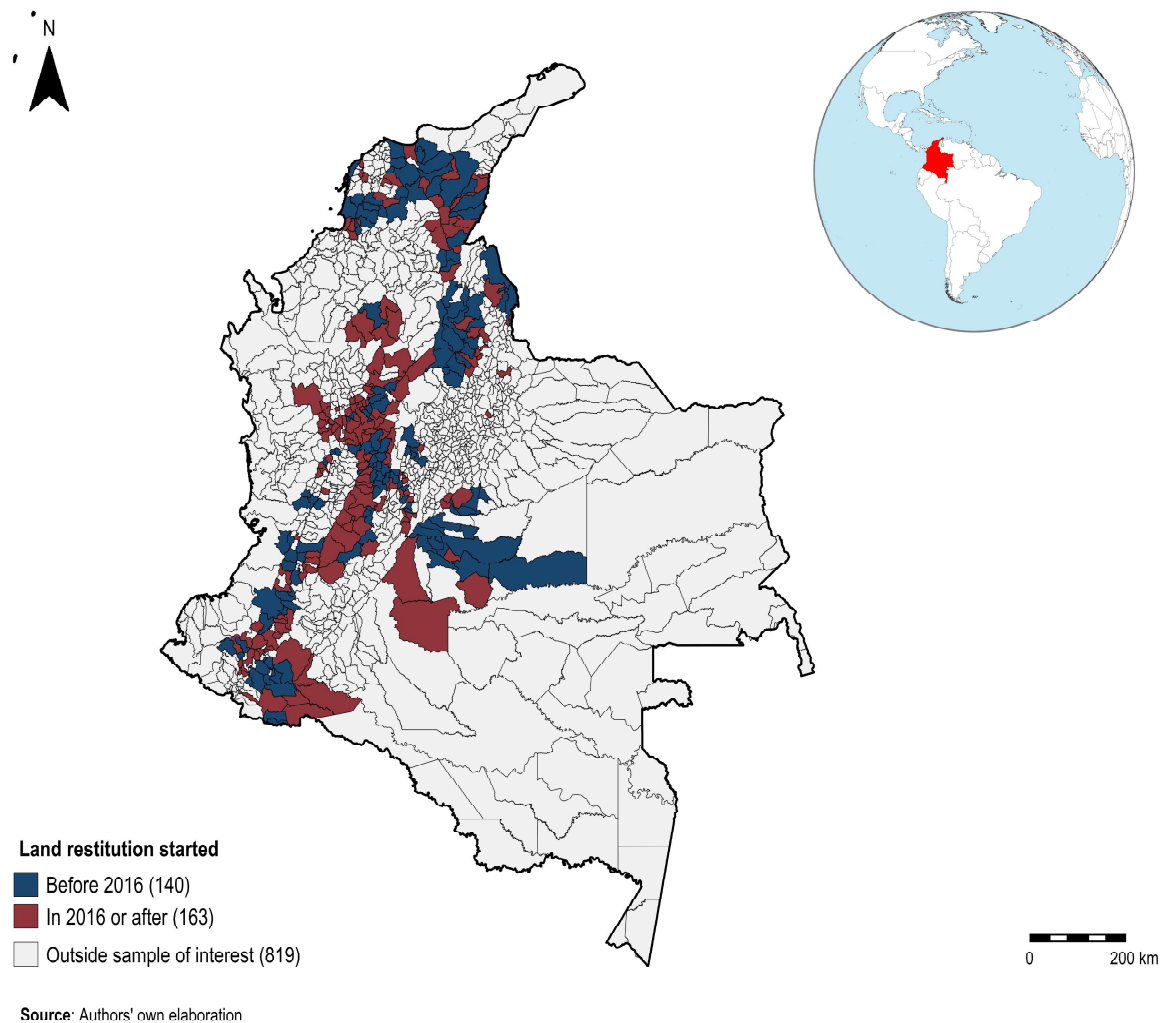 N
Land restitution started
Before 2016 (140)
In 2016 or after (163)
Outside sample of interest (819)
0 200 km
Source: Authors' own elaboration.